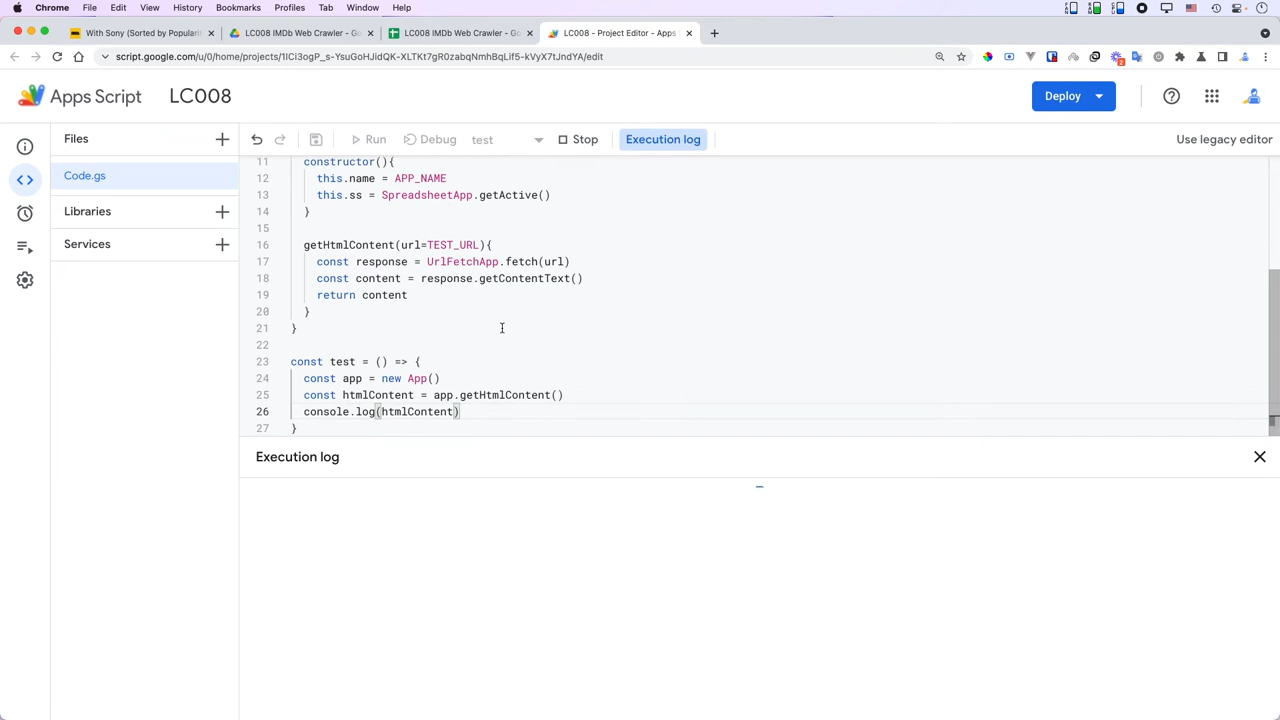 Chrome File Edit View History Bookmarks Profiles Tab Window Help
With Sony (Sorted by Populari LC008 IMDb Web Crawler - Go LC008 IMDb Web Crawler - Go LC008 - Project Editor - Apps S
script.google.com/u/0/home/projects/1lCi3ogP_s-YsuGoHJidQK-XLTKt7gR0zabqNmhBqLif5-kVyX7tJndYA/edit
Apps Script LC008 Deploy
Files Run Debug test Stop Execution log Use legacy editor
Code.gs
Libraries
Services
11 constructor(){
12 this.name = APP_NAME
13 this.ss = SpreadsheetApp.getActive()
14 }
15
16 getHtmlContent(url=TEST_URL){
17 const response = UrlFetchApp.fetch(url)
18 const content = response.getContentText()
19 return content
20 }
21 }
22
23 const test = () => {
24 const app = new App()
25 const htmlContent = app.getHtmlContent()
26 console.log(htmlContent)
27 }
Execution log